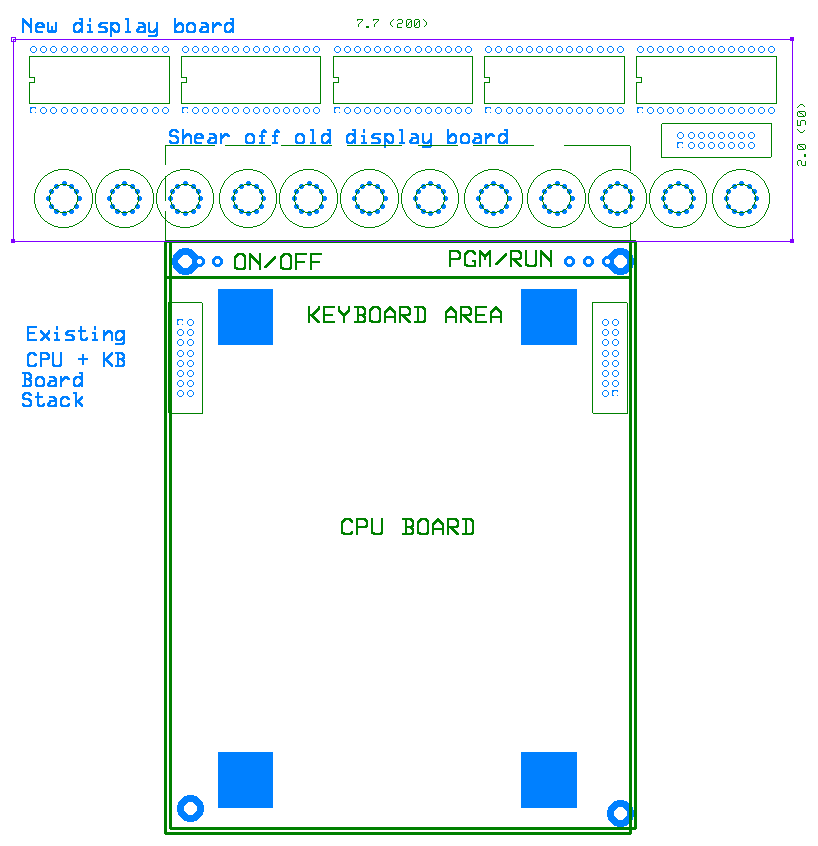 New display board
7.7 (200)
2.0 (50)
Shear off old display board
ON/OFF
PGM/RUN
KEYBOARD AREA
Existing
CPU + KB
Board
Stack
CPU BOARD